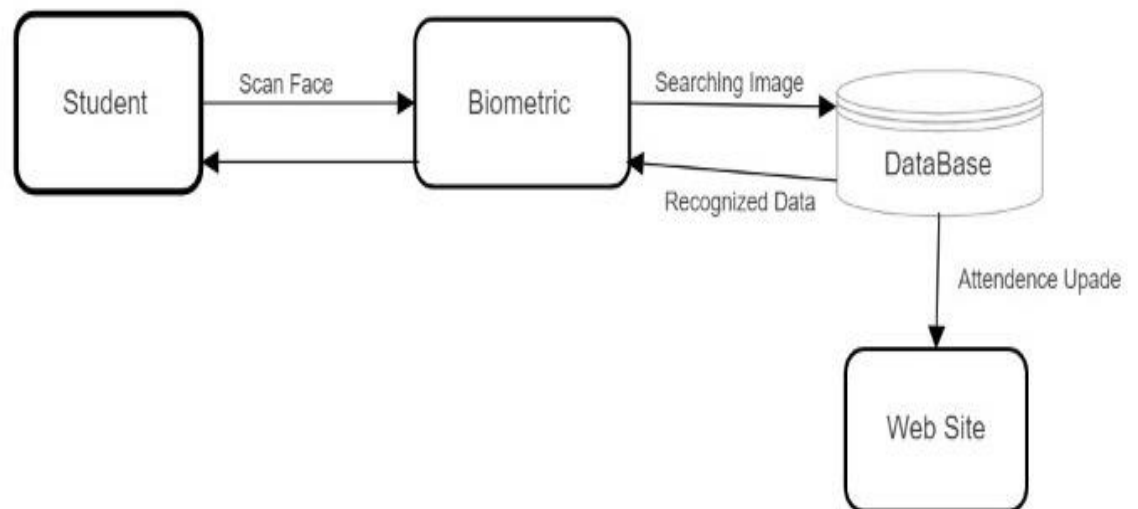 Student
Scan Face
Biometric
Searching Image
DataBase
Recognized Data
Attendence Upade
Web Site